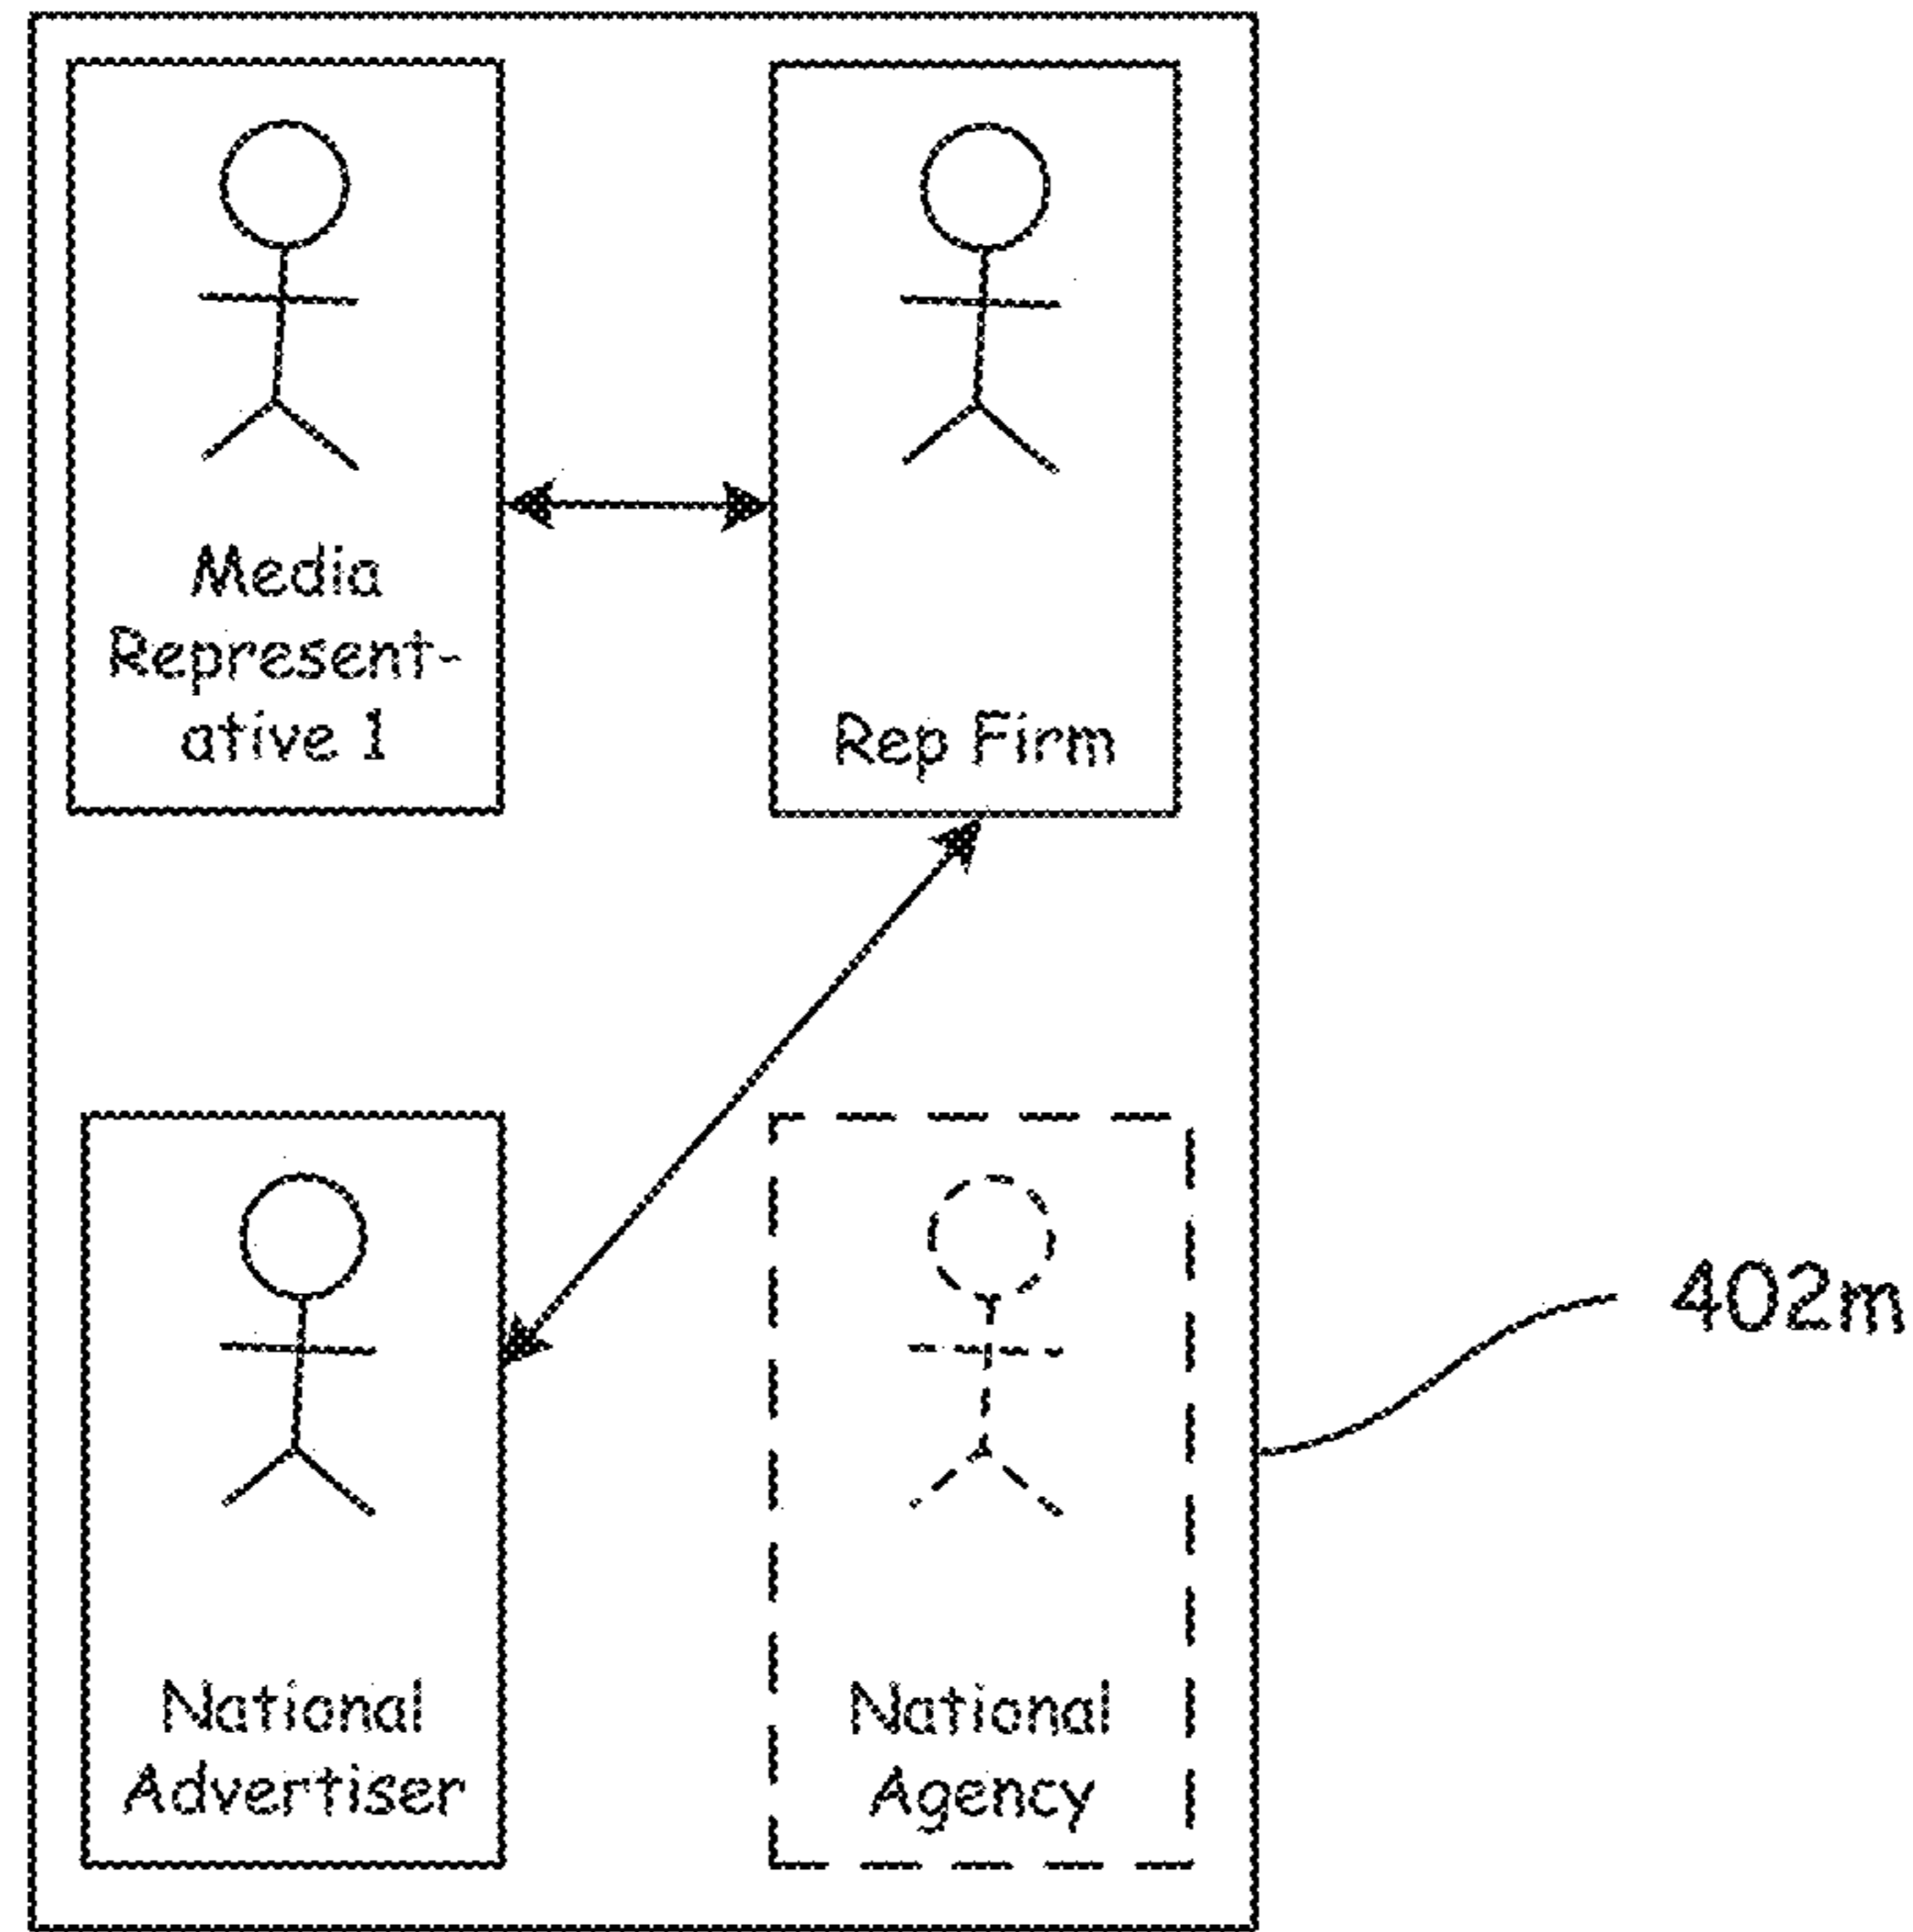 Media
Represent-
ative 1
Rep Firm
National
Advertiser
National
Agency
402m